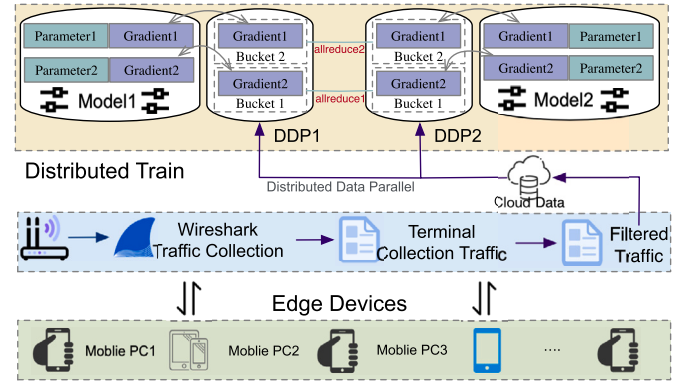 Parameter1 Gradient1 Gradient1 Gradient1 Gradient1 Parameter1
Bucket 2 allreduce2 Bucket 2
Parameter2 Gradient2 Gradient2 Gradient2 Gradient2 Parameter2
Model1 Bucket 1 allreduce1 Bucket 1 Model2
DDP1 DDP2
Distributed Train
Distributed Data Parallel
Cloud Data
Wireshark
Traffic Collection
Terminal
Collection Traffic
Filtered
Traffic
Edge Devices
Moblie PC1 Moblie PC2 Moblie PC3 ....